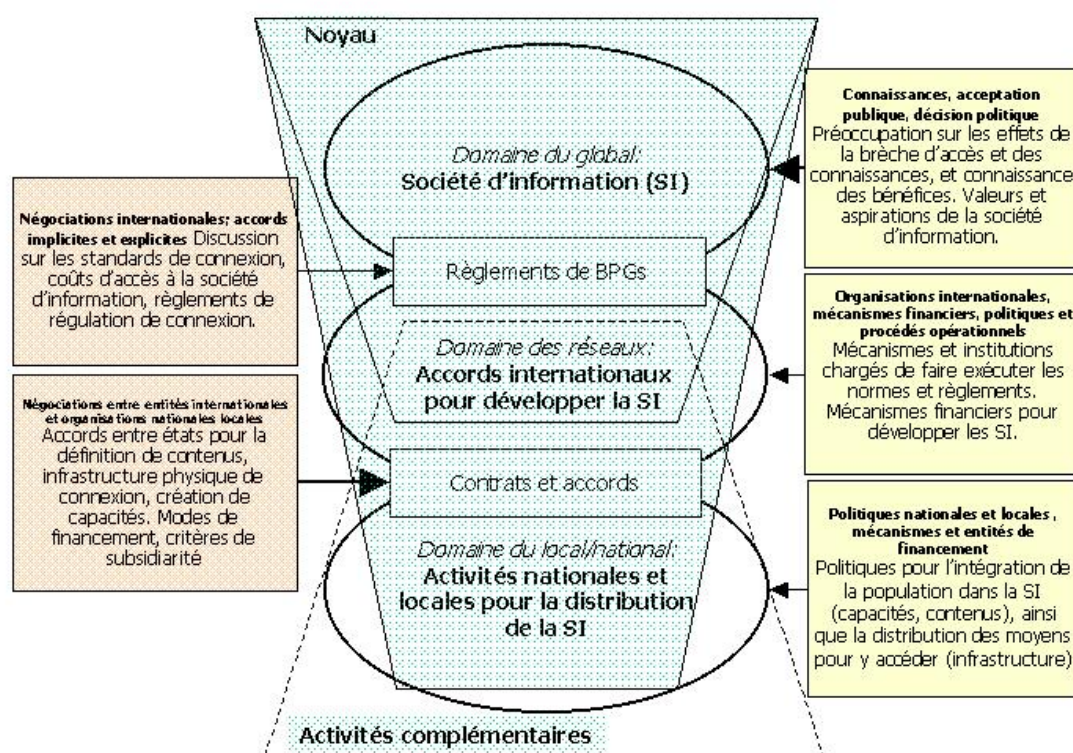 Noyau
Domaine du global:
Société d'information (SI)
Règlements de BPGs
Domaine des réseaux:
Accords internationaux
pour développer la SI
Contrats et accords
Domaine du local/national:
Activités nationales et
locales pour la distribution
de la SI
Activités complémentaires
Négociations internationales; accords
implicites et explicites Discussion
sur les standards de connexion,
coûts d'accès à la société
d'information, règlements de
régulation de connexion.
Négociations entre entités internationales
et organisations nationales locales
Accords entre états pour la
définition de contenus,
infrastructure physique de
connexion, création de
capacités. Modes de
financement, critères de
subsidiarité
Connaissances, acceptation
publique, décision politique
Préoccupation sur les effets de
la brèche d'accès et des
connaissances, et connaissance
des bénéfices. Valeurs et
aspirations de la société
d'information.
Organisations internationales,
mécanismes financiers, politiques et
procédés opérationnels
Mécanismes et institutions
chargés de faire exécuter les
normes et règlements.
Mécanismes financiers pour
développer les SI.
Politiques nationales et locales ,
mécanismes et entités de
financement
Politiques pour l'intégration de
la population dans la SI
(capacités, contenus), ainsi
que la distribution des moyens
pour y accéder (infrastructure)